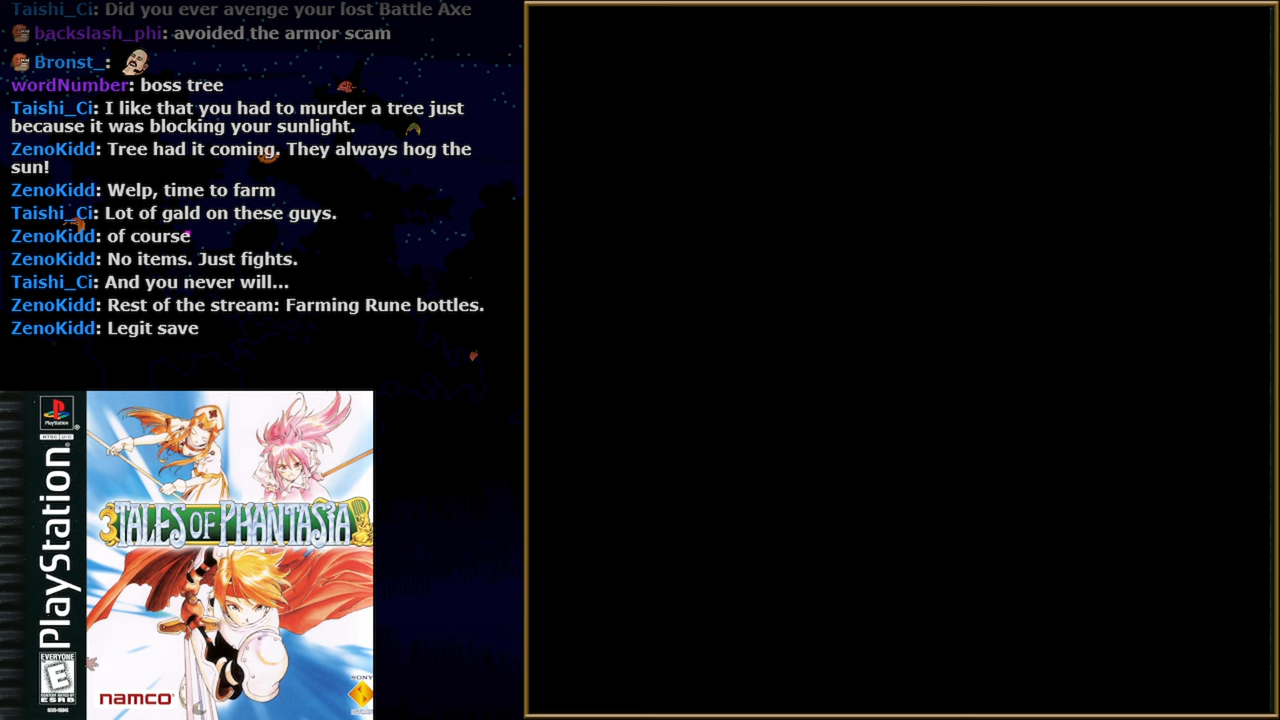 Taishi_Ci: Did you ever avenge your lost Battle Axe
backslash_phi: avoided the armor scam
Bronst_:
wordNumber: boss tree
Taishi_Ci: I like that you had to murder a tree just
because it was blocking your sunlight.
ZenoKidd: Tree had it coming. They always hog the
sun!
ZenoKidd: Welp, time to farm
Taishi_Ci: Lot of gald on these guys.
ZenoKidd: of course
ZenoKidd: No items. Just fights.
Taishi_Ci: And you never will...
ZenoKidd: Rest of the stream: Farming Rune bottles.
ZenoKidd: Legit save
PlayStation
NTSC U/C
PlayStation
TALES OF PHANTASIA
EVERYONE
E
ESRB
namco
SONY